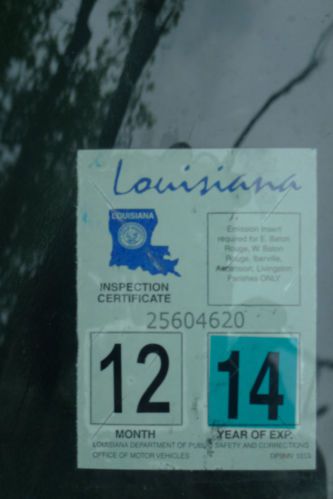 Louisiana
LOUISIANA
INSPECTION
CERTIFICATE
Emission Insert
required for E. Baton
Rouge, W. Baton
Rouge, Iberville,
Ascension, Livingston
Parishes ONLY
25604620
12
14
MONTH
YEAR OF EXP.
LOUISIANA DEPARTMENT OF PUBLIC SAFETY AND CORRECTIONS
OFFICE OF MOTOR VEHICLES